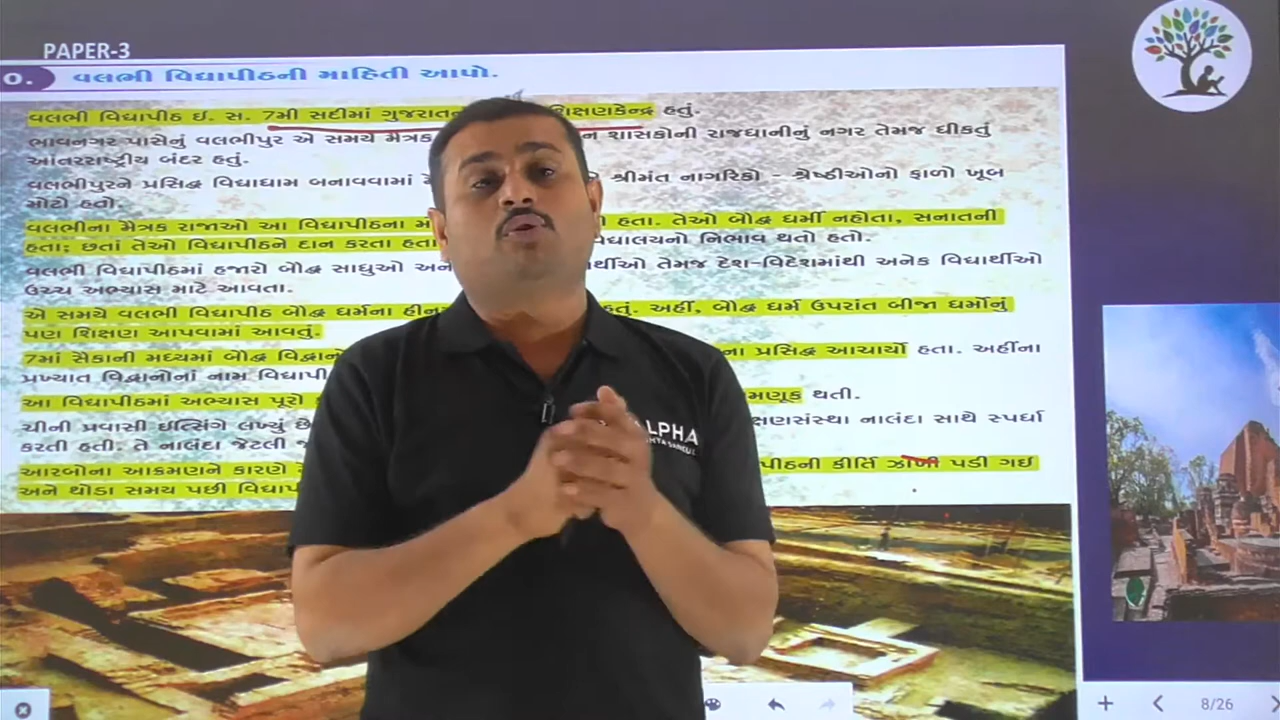 PAPER-3
વલભી વિદ્યાપીઠની માહિતી આપો.
વલભી વિદ્યાપીઠ ઇ. સ. 7મી સદીમાં ગુજરાતનું શિક્ષણકેન્દ્ર હતું.
ભાવનગર પાસેનું વલભીપુર એ સમયે મૈત્રક શાસકોની રાજધાનીનું નગર તેમજ ધીકતું
આંતરરાષ્ટ્રીય બંદર હતું.
વલભીપુરને પ્રસિદ્ધ વિદ્યાધામ બનાવવામાં શ્રીમંત નાગરિકો - શ્રેષ્ઠીઓનો ફાળો ખૂબ
મોટો હતો.
વલભીના મૈત્રક રાજાઓ આ વિદ્યાપીઠના હતા. તેઓ બૌદ્ધ ધર્મી નહોતા, સનાતની
હતા; છતાં તેઓ વિદ્યાપીઠને દાન કરતા હતા નિભાવ થતો હતો.
વલભી વિદ્યાપીઠમાં હજારો બૌદ્ધ સાધુઓ અને તેમજ દેશ-વિદેશમાંથી અનેક વિદ્યાર્થીઓ
ઉચ્ચ અભ્યાસ માટે આવતા.
એ સમયે વલભી વિદ્યાપીઠ બૌદ્ધ ધર્મના હતું. અહીં, બૌદ્ધ ધર્મ ઉપરાંત બીજા ધર્મોનું
પણ શિક્ષણ આપવામાં આવતું.
7માં સૈકાની મધ્યમાં બૌદ્ધ વિદ્વાનો ના પ્રસિદ્ધ આચાર્યો હતા. અહીંના
પ્રખ્યાત વિદ્વાનોનાં નામ
આ વિદ્યાપીઠમાં અભ્યાસ પૂરો થતી.
ચીની પ્રવાસી ઇત્સિંગે લખ્યું છે નાલંદા સાથે સ્પર્ધા
કરતી હતી. તે નાલંદા જેટલી
આરબોના આક્રમણને કારણે કીર્તિ ઝાંખી પડી ગઇ
અને થોડા સમય પછી
ALPHA
8/26